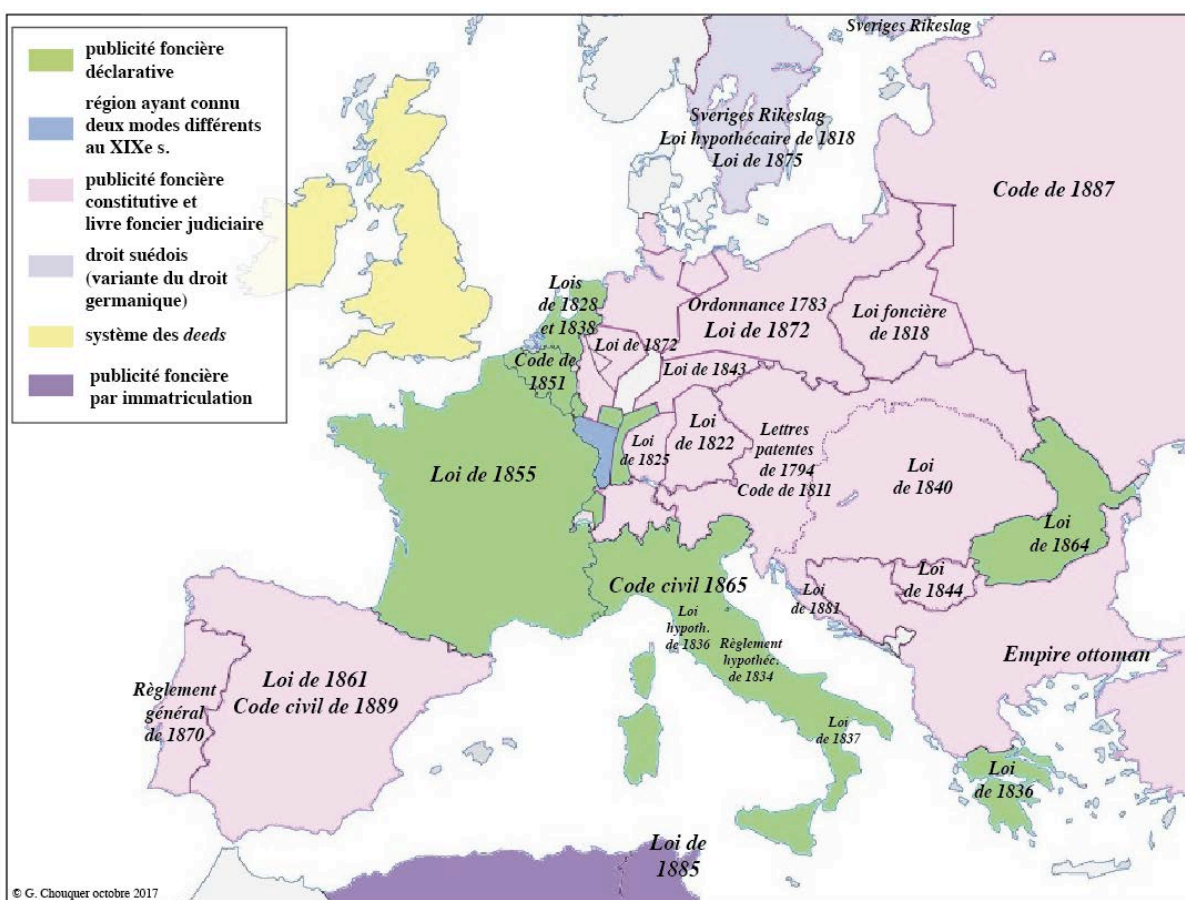 publicité foncière
déclarative
région ayant connu
deux modes différents
au XIXe s.
publicité foncière
constitutive et
livre foncier judiciaire
droit suédois
(variante du droit
germanique)
système des deeds
publicité foncière
par immatriculation
Sveriges Rikeslag
Sveriges Rikeslag
Loi hypothécaire de 1818
Loi de 1875
Code de 1887
Lois
de 1828
et 1838
Ordonnance 1783
Loi de 1872
Loi foncière
de 1818
Loi de 1872
Code de
1851
Loi de 1843
Loi
de 1822
Loi
de 1825
Lettres
patentes
de 1794
Code de 1811
Loi
de 1840
Loi de 1855
Loi
de 1864
Code civil 1865
Loi
de 1844
Loi
de 1881
Loi
hypoth.
de 1836
Règlement
hypothéc.
de 1834
Empire ottoman
Règlement
général
de 1870
Loi de 1861
Code civil de 1889
Loi
de 1837
Loi
de 1836
Loi de
1885
© G. Chouquer octobre 2017